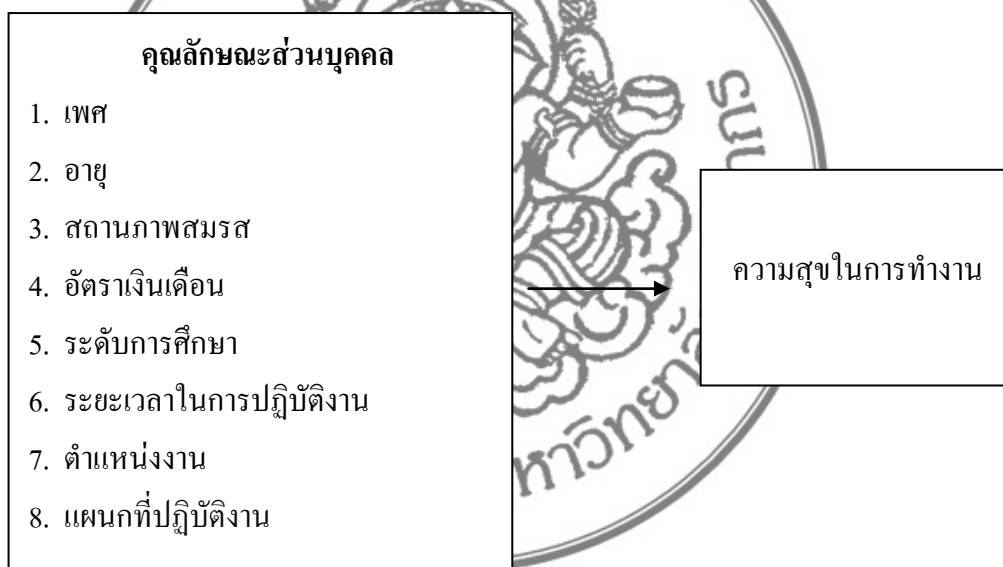 คุณลักษณะส่วนบุคคล
1. เพศ
2. อายุ
3. สถานภาพสมรส
4. อัตราเงินเดือน
5. ระดับการศึกษา
6. ระยะเวลาในการปฏิบัติงาน
7. ตำแหน่งงาน
8. แผนกที่ปฏิบัติงาน
ความสุขในการทำงาน